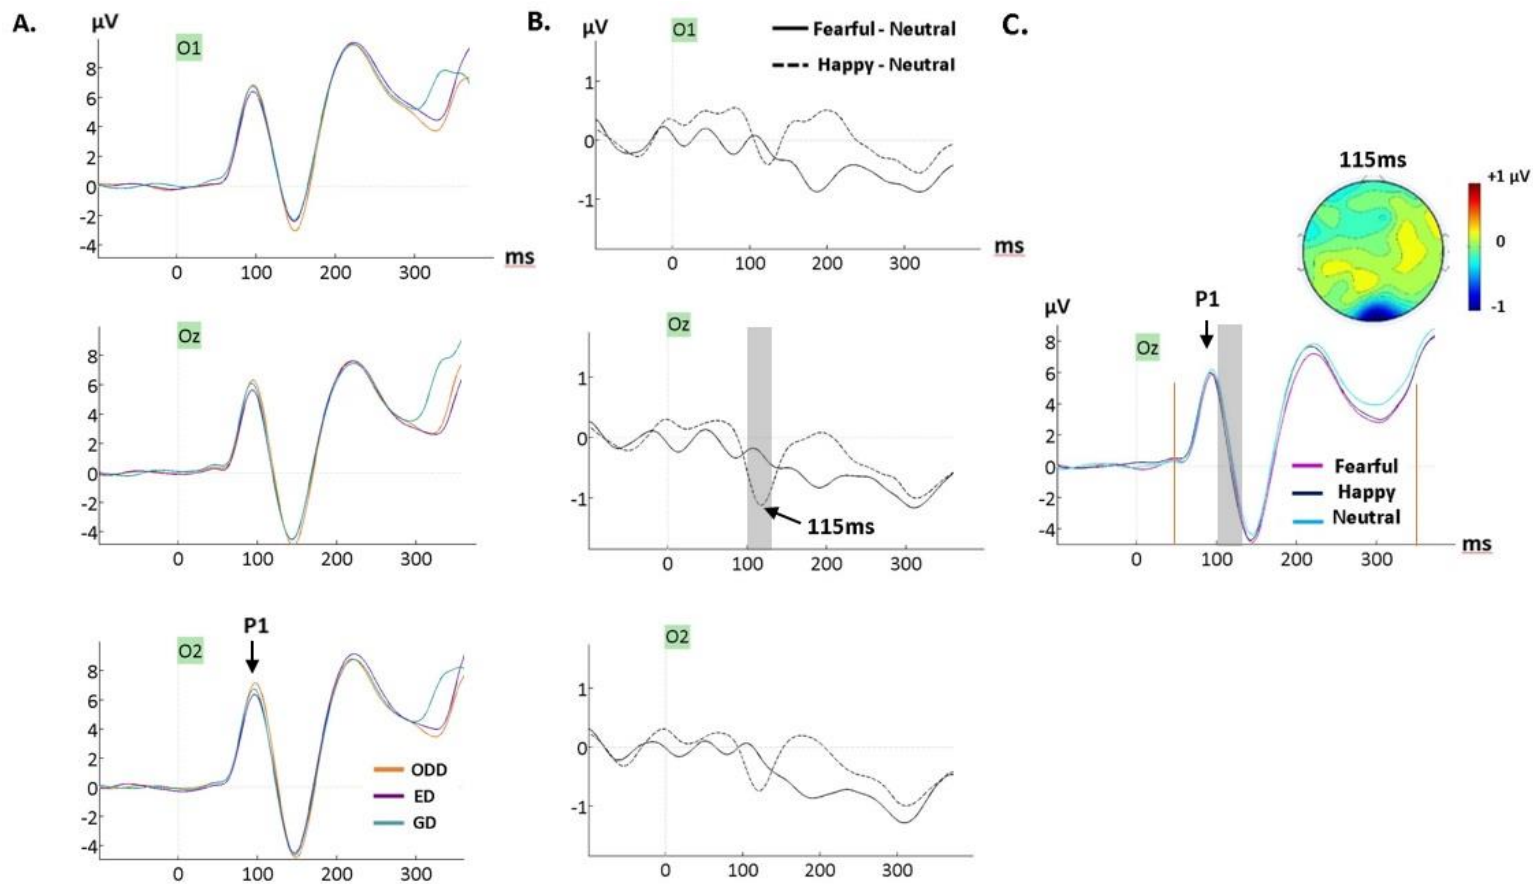 A.
µV
O1
8
6
4
2
0
-2
-4
0 100 200 300
ms
Oz
8
6
4
2
0
-2
-4
0 100 200 300
P1
O2
8
6
4
2
0
-2
-4
ODD
ED
GD
0 100 200 300
B.
µV
O1
Fearful - Neutral
Happy - Neutral
1
0
-1
0 100 200 300
ms
Oz
1
0
-1
115ms
0 100 200 300
O2
1
0
-1
0 100 200 300
C.
115ms
+1 µV
0
-1
µV
P1
Oz
8
6
4
2
0
-2
-4
Fearful
Happy
Neutral
0 100 200 300
ms